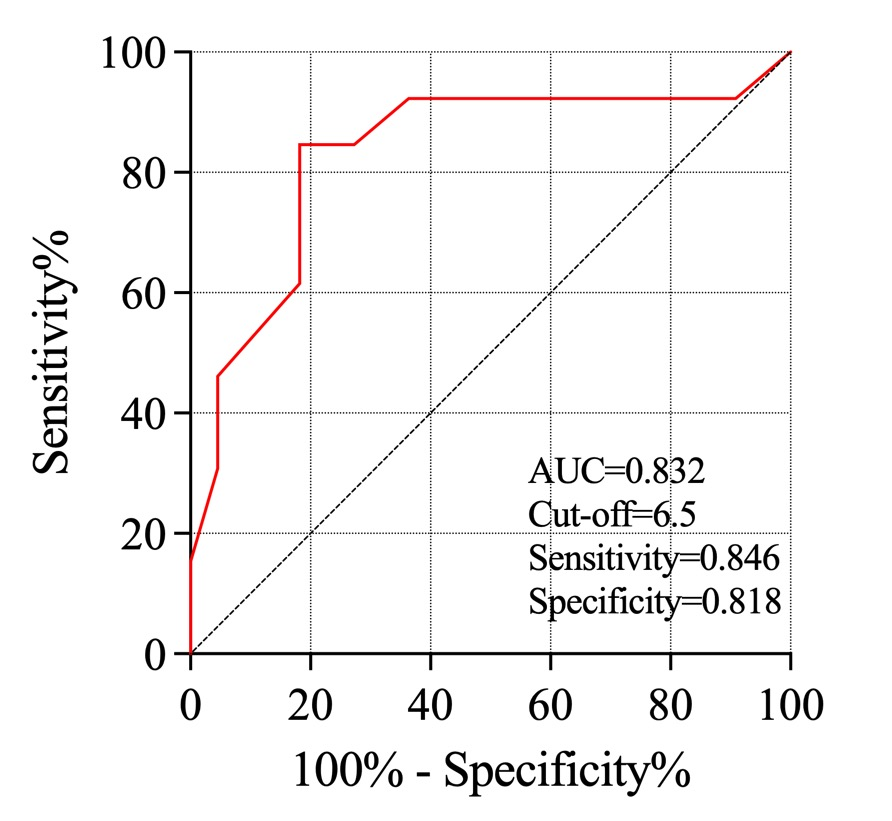 100
80
60
40
20
0
Sensitivity%
AUC=0.832
Cut-off=6.5
Sensitivity=0.846
Specificity=0.818
0 20 40 60 80 100
100% - Specificity%